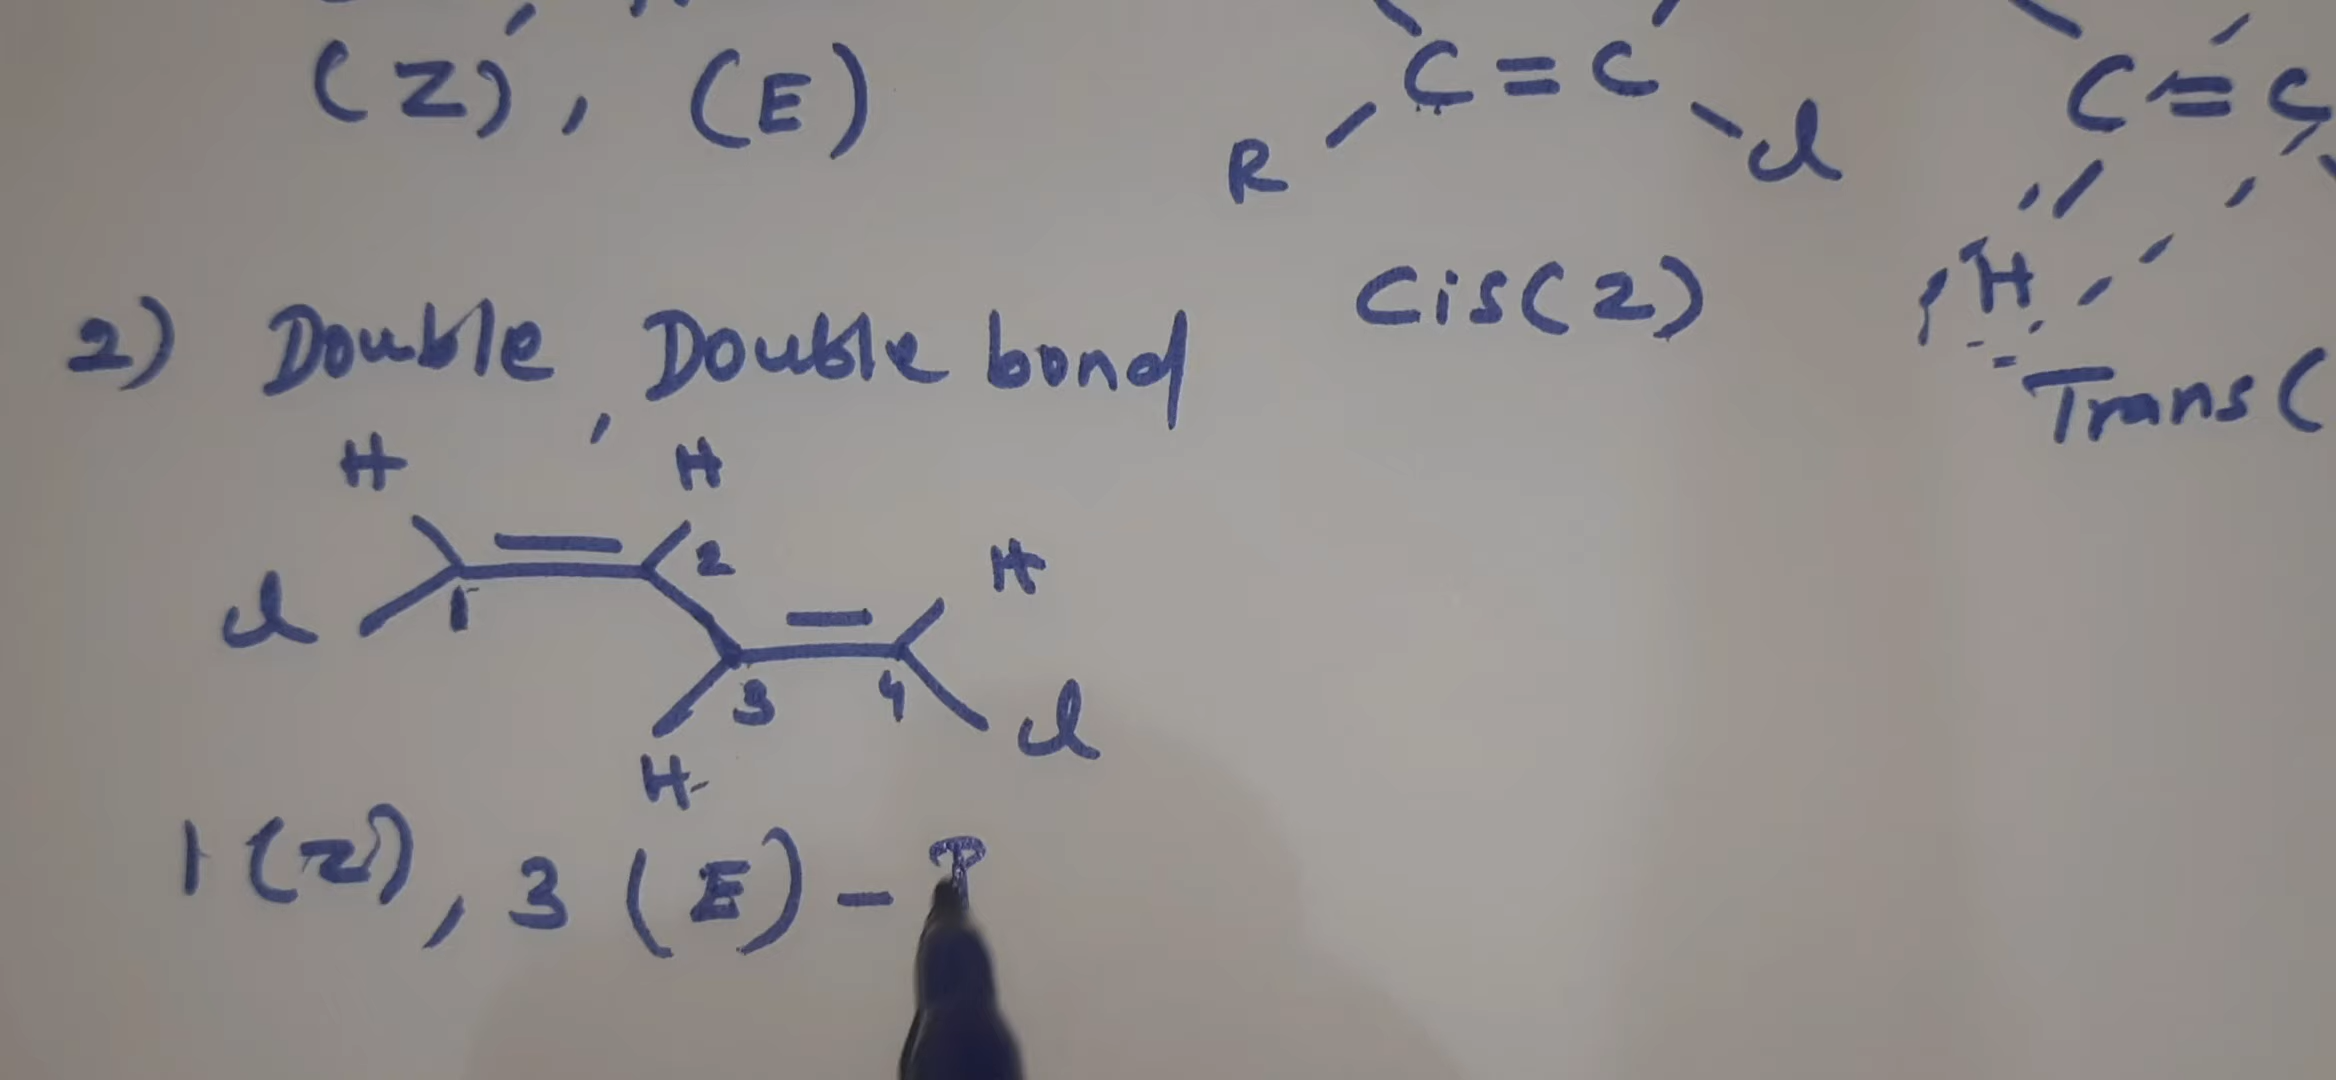 (Z), (E)
C=C
R
Cl
C=C
H
Cis(Z)
Trans(
2) Double, Double bond
H
H
Cl
1
2
H
3
4
Cl
H
1(Z), 3(E)-